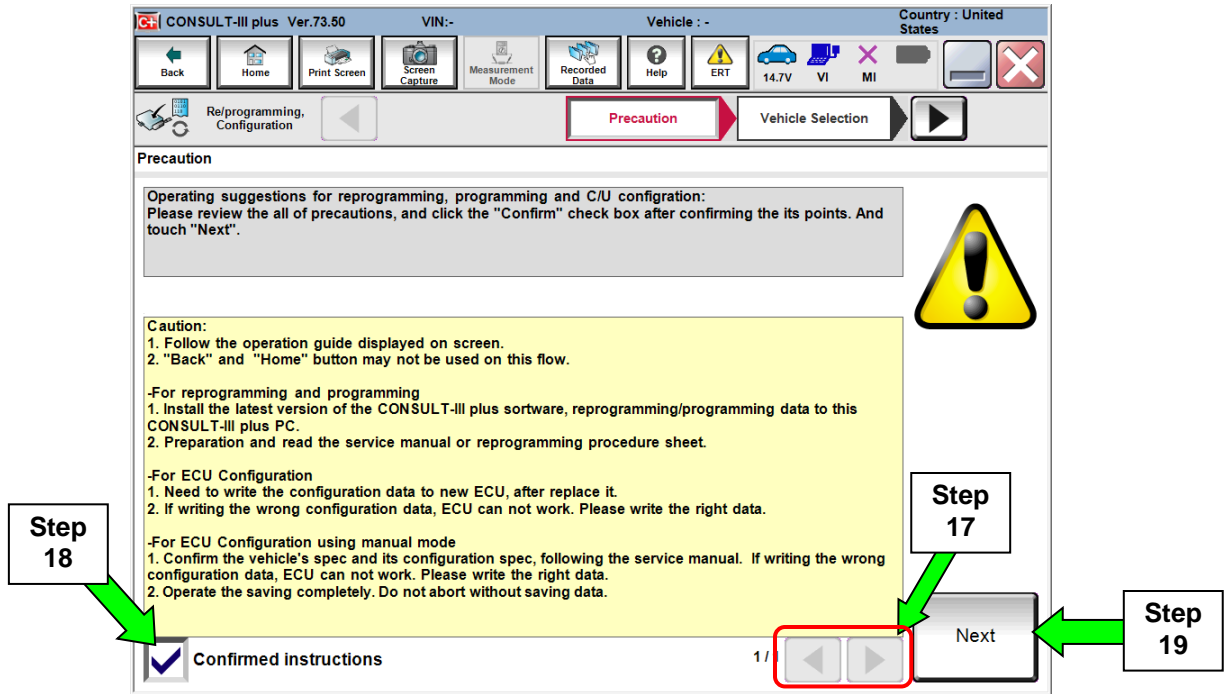 CONSULT-III plus Ver.73.50 VIN:- Vehicle : - Country : United
States
Back Home Print Screen Screen
Capture Measurement
Mode Recorded
Data Help ERT 14.7V VI MI
Re/programming,
Configuration Precaution Vehicle Selection
Precaution
Operating suggestions for reprogramming, programming and C/U configration:
Please review the all of precautions, and click the "Confirm" check box after confirming the its points. And
touch "Next".
Caution:
1. Follow the operation guide displayed on screen.
2. "Back" and "Home" button may not be used on this flow.
-For reprogramming and programming
1. Install the latest version of the CONSULT-III plus sortware, reprogramming/programming data to this
CONSULT-III plus PC.
2. Preparation and read the service manual or reprogramming procedure sheet.
-For ECU Configuration
1. Need to write the configuration data to new ECU, after replace it.
2. If writing the wrong configuration data, ECU can not work. Please write the right data.
-For ECU Configuration using manual mode
1. Confirm the vehicle's spec and its configuration spec, following the service manual. If writing the wrong
configuration data, ECU can not work. Please write the right data.
2. Operate the saving completely. Do not abort without saving data.
Step
17
Step
18
Confirmed instructions
1/
Next
Step
19